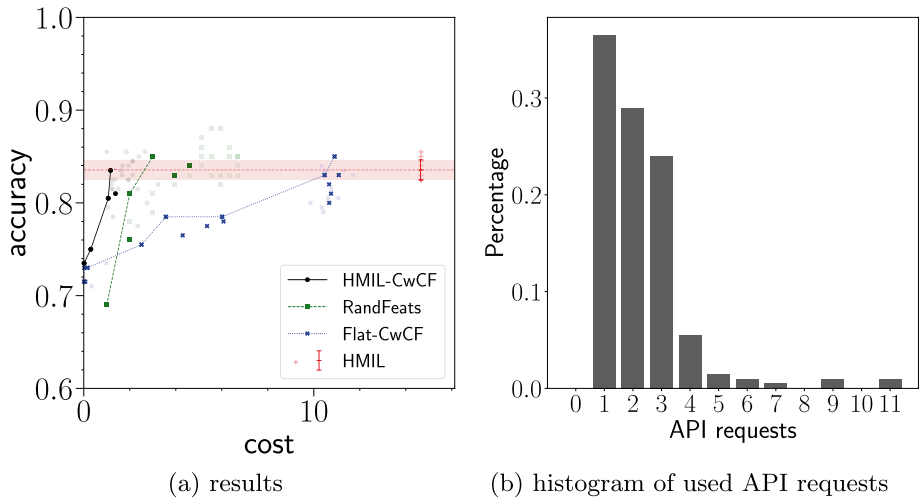 1.0
0.9
0.8
0.7
0.6
accuracy
0
10
cost
HMIL-CwCF
RandFeats
Flat-CwCF
HMIL
(a) results
0.3
0.2
0.1
0.0
Percentage
0 1 2 3 4 5 6 7 8 9 10 11
API requests
(b) histogram of used API requests